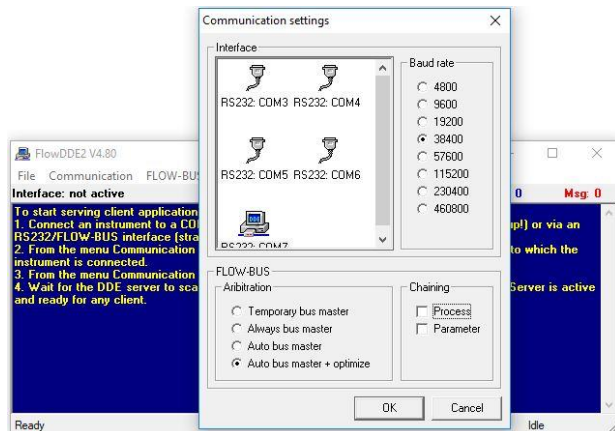 Communication settings
Interface
RS232: COM3 RS232: COM4
RS232: COM5 RS232: COM6
RS232: COM7
Baud rate
4800
9600
19200
38400
57600
115200
230400
460800
FLOW-BUS
Aribitration
Temporary bus master
Always bus master
Auto bus master
Auto bus master + optimize
Chaining
Process
Parameter
OK Cancel
FlowDDE2 V4.80
File Communication FLOW-BUS
Interface: not active 0 Msg: 0
To start serving client application
1. Connect an instrument to a CO up!) or via an
RS232/FLOW-BUS interface (stra
2. From the menu Communication to which the
instrument is connected.
3. From the menu Communication
4. Wait for the DDE server to sca Server is active
and ready for any client.
Ready Idle